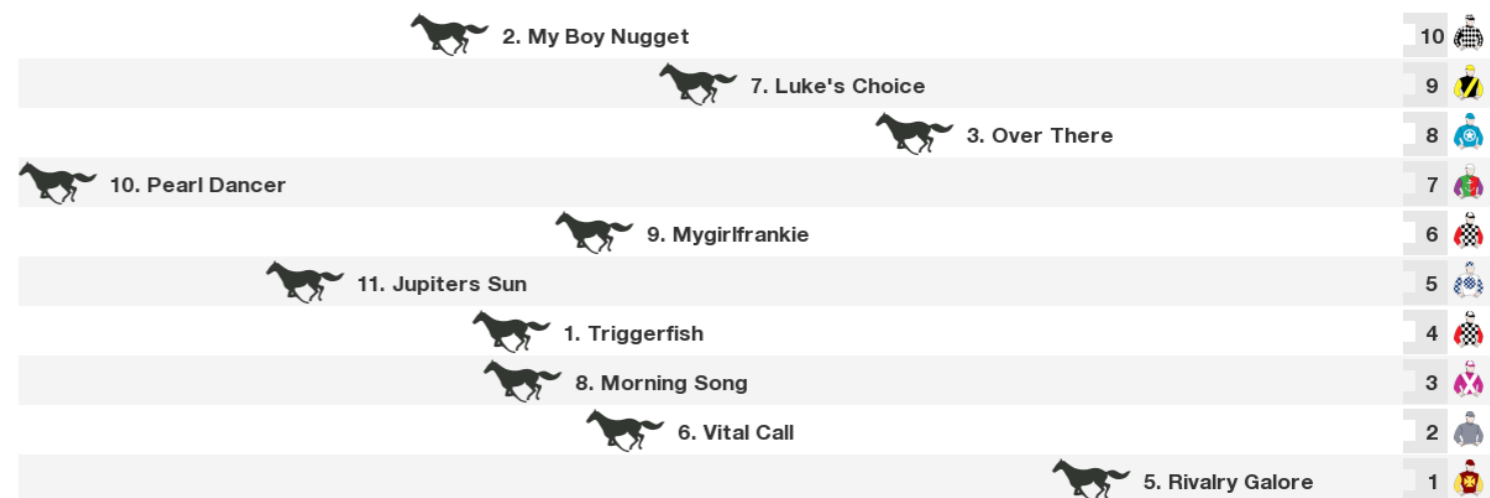 2. My Boy Nugget 10
7. Luke's Choice 9
3. Over There 8
10. Pearl Dancer 7
9. Mygirlfrankie 6
11. Jupiters Sun 5
1. Triggerfish 4
8. Morning Song 3
6. Vital Call 2
5. Rivalry Galore 1